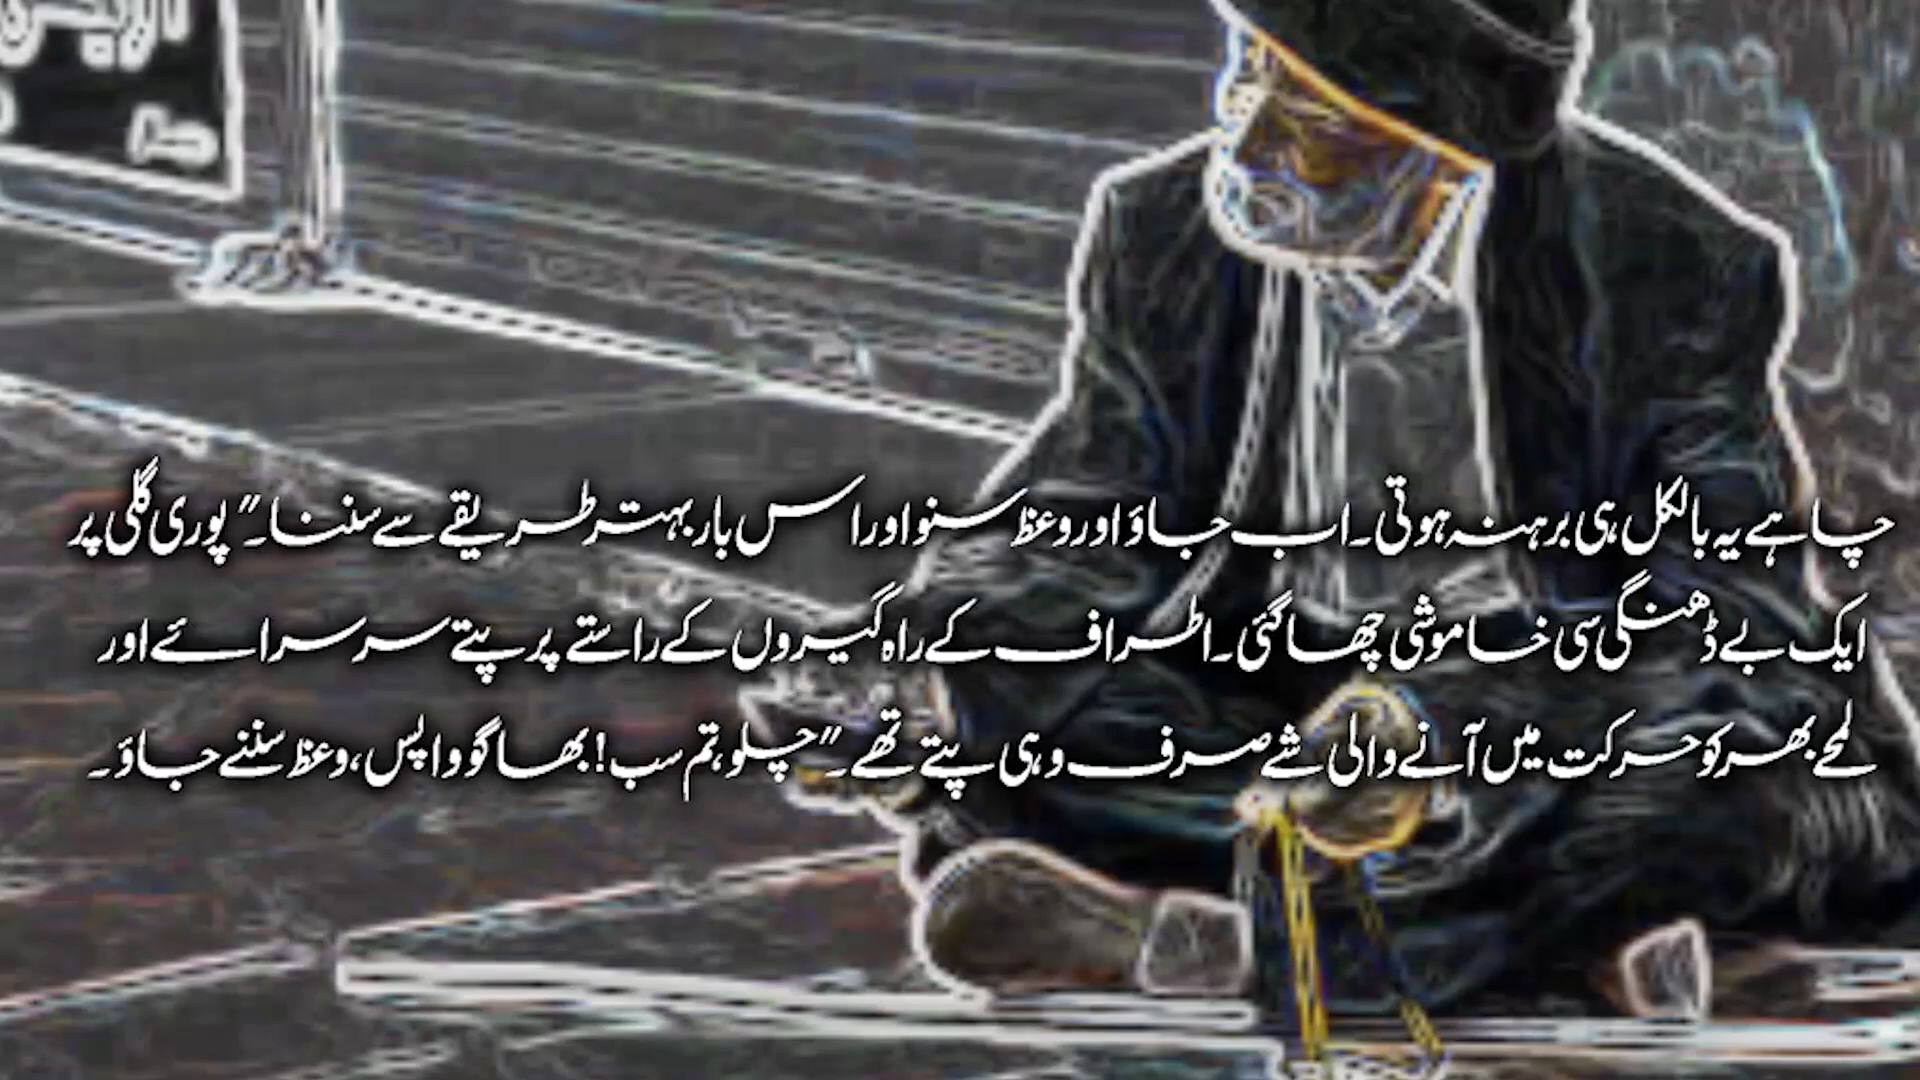 چاہے یہ بالکل ہی برہنہ ہوتی۔ اب جاؤ اور وعظ سنو اور اس بار بہتر طریقے سے سننا۔” پوری گلی پر
ایک بے ڈھنگی سی خاموشی چھا گئی۔ اطراف کے راہ گیروں کے راستے پر پتے سرسرائے اور
لمحے بھر کو حرکت میں آنے والی شے صرف وہی پتے تھے۔ ”چلو، تم سب! بھاگو واپس، وعظ سننے جاؤ۔